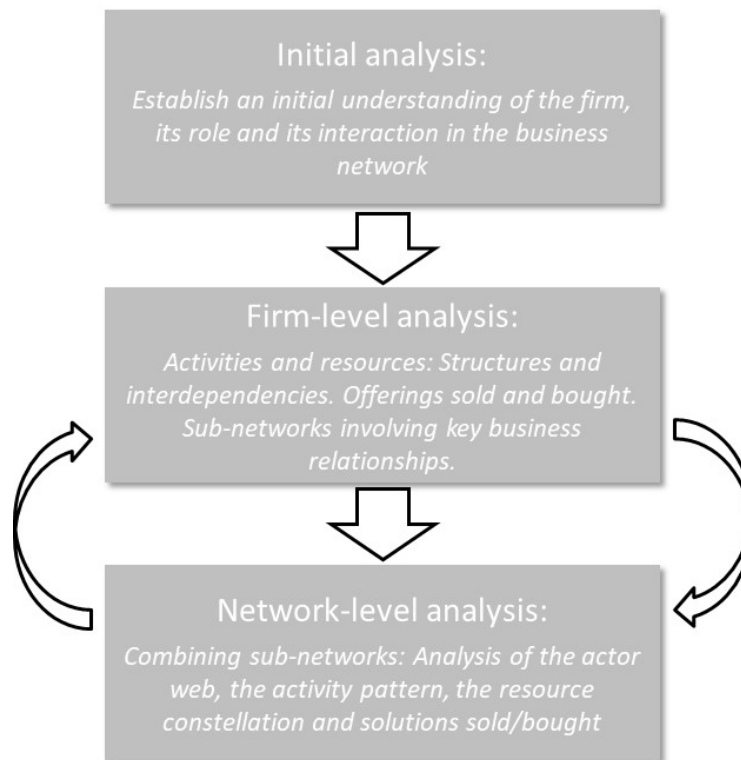 Initial analysis:
Establish an initial understanding of the firm,
its role and its interaction in the business
network
Firm-level analysis:
Activities and resources: Structures and
interdependencies. Offerings sold and bought.
Sub-networks involving key business
relationships.
Network-level analysis:
Combining sub-networks: Analysis of the actor
web, the activity pattern, the resource
constellation and solutions sold/bought